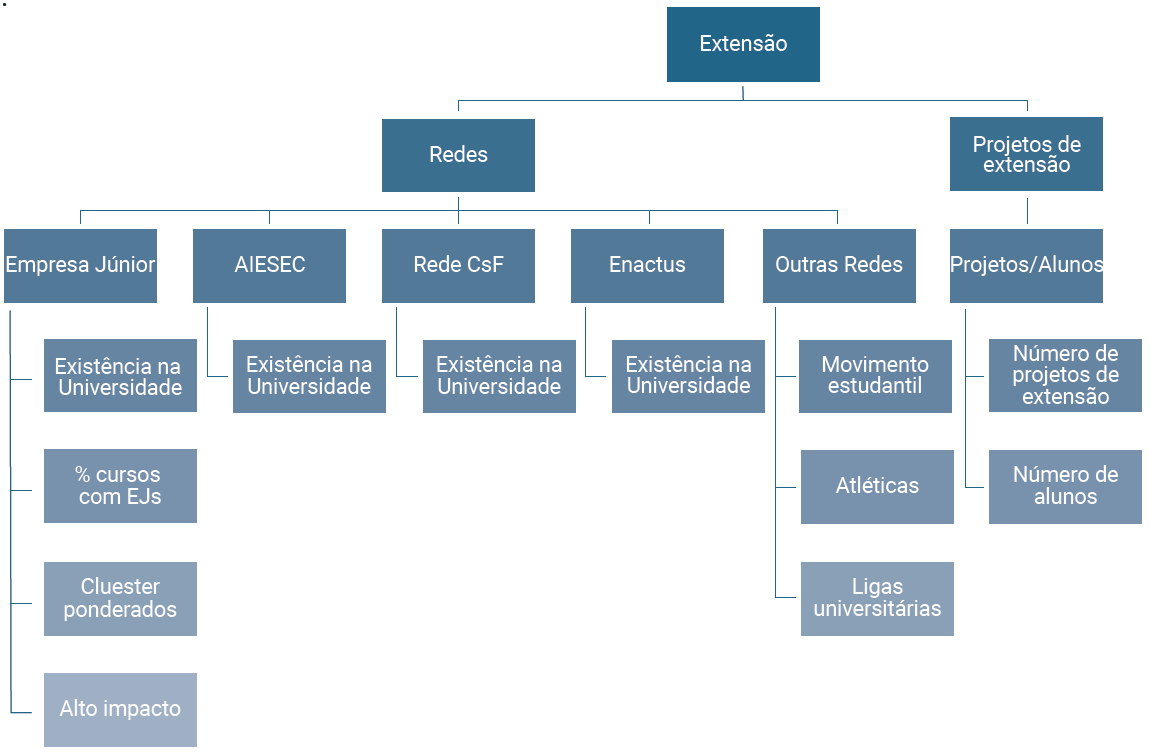 Extensão
Redes
Projetos de
extensão
Empresa Júnior
AIESEC
Rede CsF
Enactus
Outras Redes
Projetos/Alunos
Existência na
Universidade
Existência na
Universidade
Existência na
Universidade
Existência na
Universidade
Movimento
estudantil
Número de
projetos de
extensão
% cursos
com EJs
Atléticas
Número de
alunos
Cluester
ponderados
Ligas
universitárias
Alto impacto